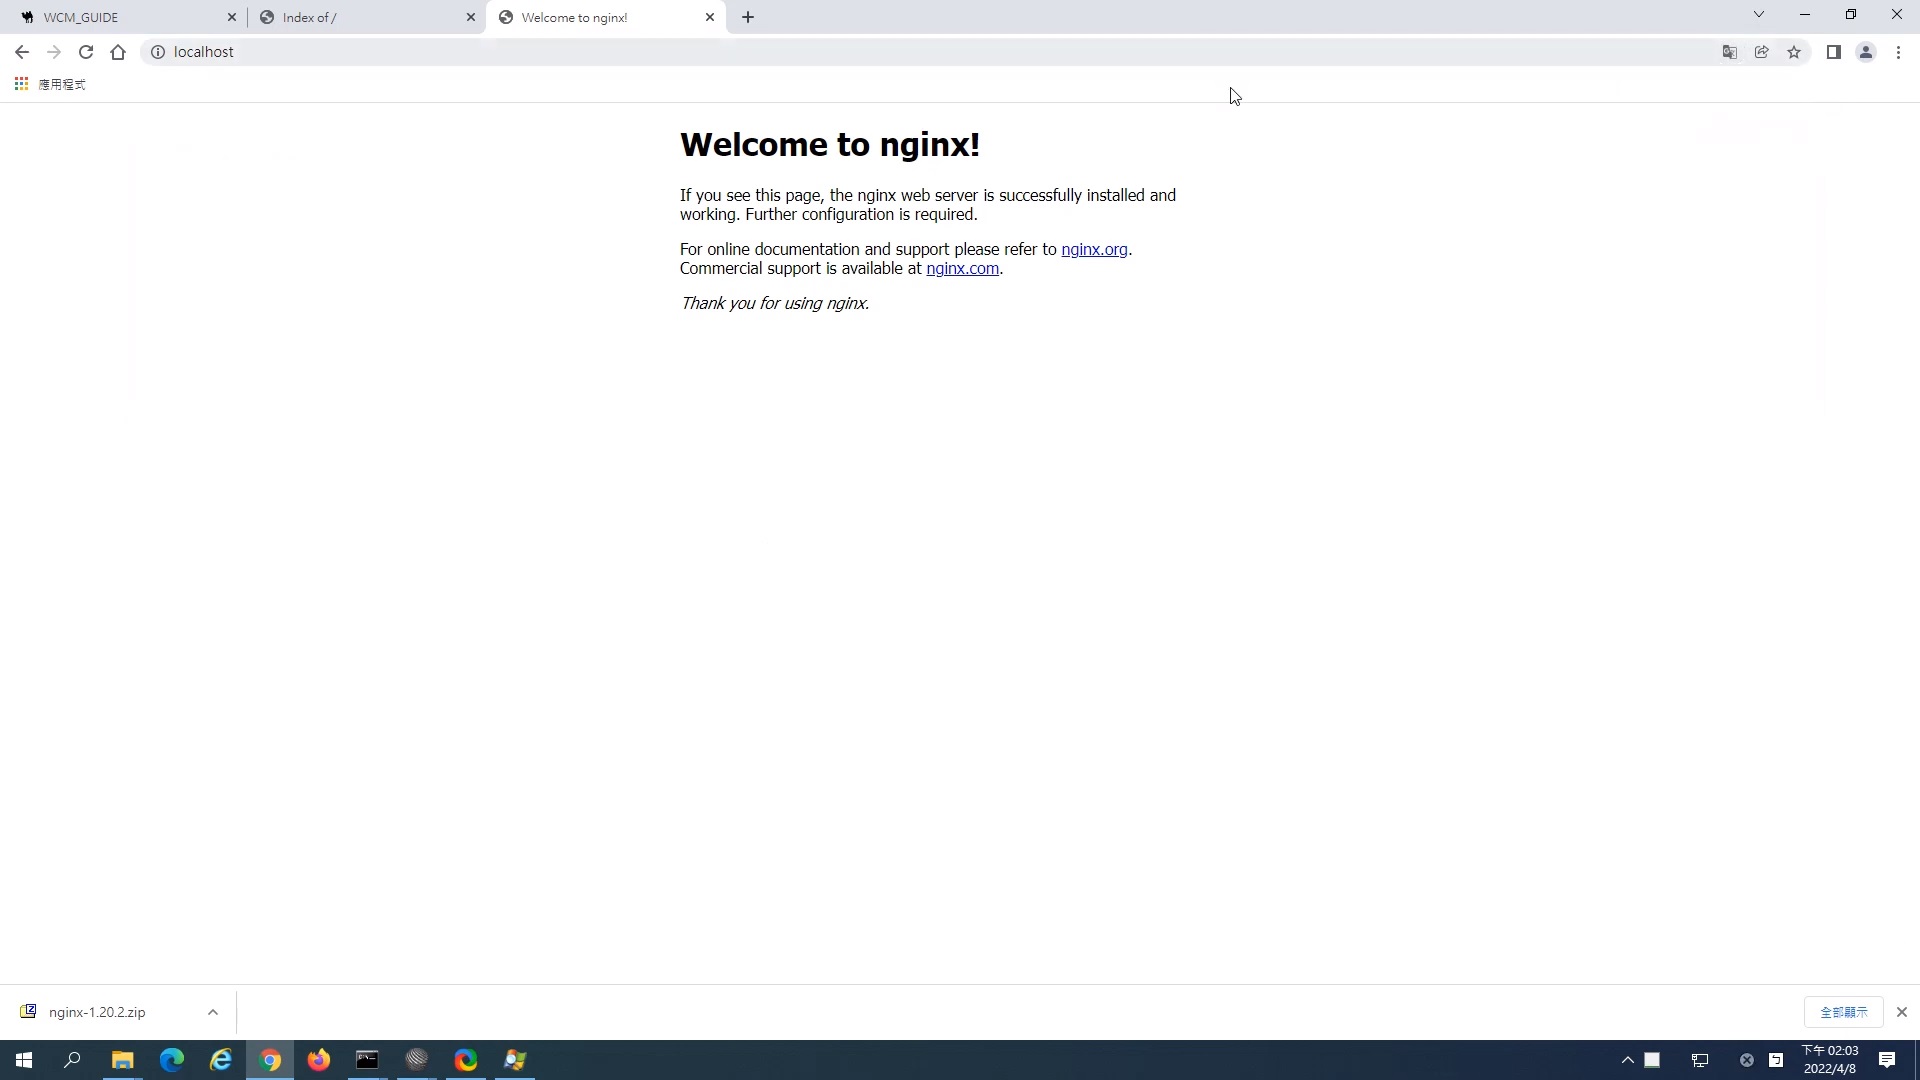 WCM_GUIDE
Index of /
Welcome to nginx!
localhost
應用程式
Welcome to nginx!
If you see this page, the nginx web server is successfully installed and
working. Further configuration is required.
For online documentation and support please refer to nginx.org.
Commercial support is available at nginx.com.
Thank you for using nginx.
nginx-1.20.2.zip
全部顯示
下午 02:03
2022/4/8